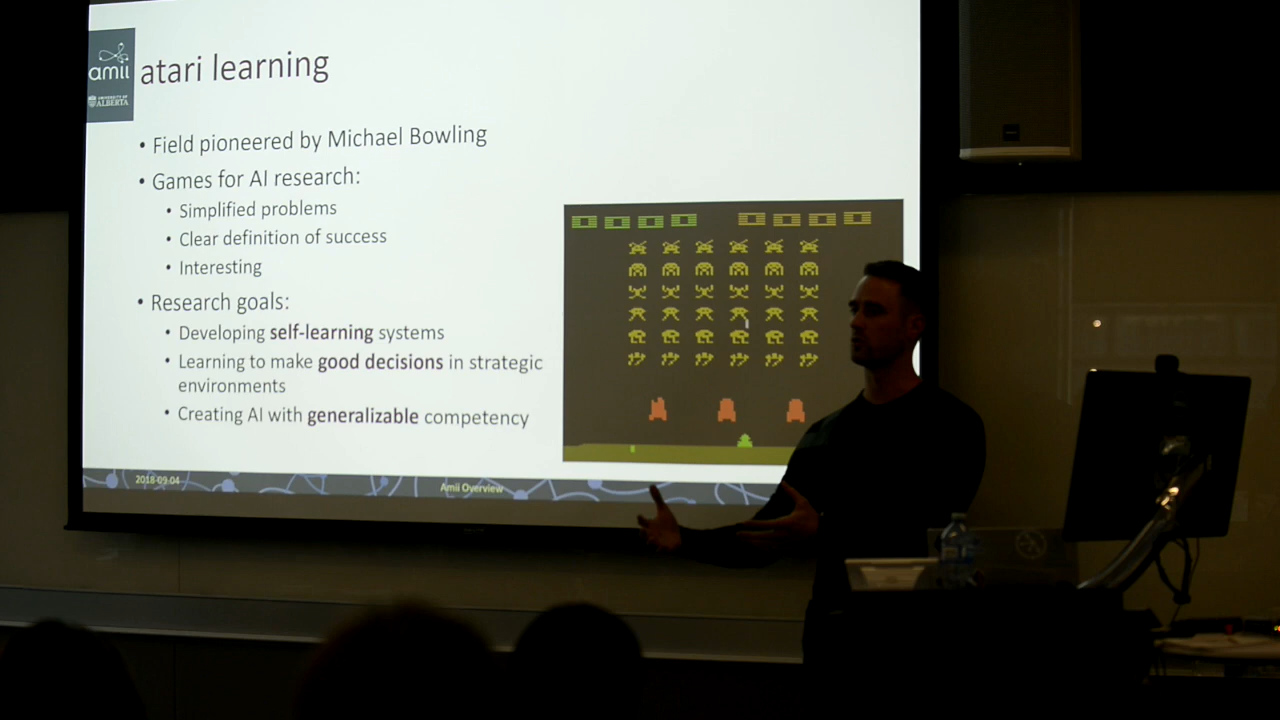 amii
UNIVERSITY OF
ALBERTA
atari learning
• Field pioneered by Michael Bowling
• Games for AI research:
• Simplified problems
• Clear definition of success
• Interesting
• Research goals:
• Developing self-learning systems
• Learning to make good decisions in strategic
environments
• Creating AI with generalizable competency
2018-09-04
Amii Overview